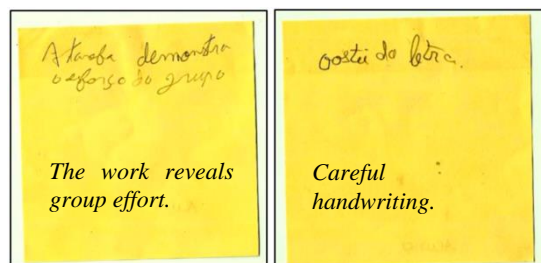 A tarefa demonstra
o esforço do grupo
The work reveals
group effort.
gostei da letra.
Careful
handwriting.